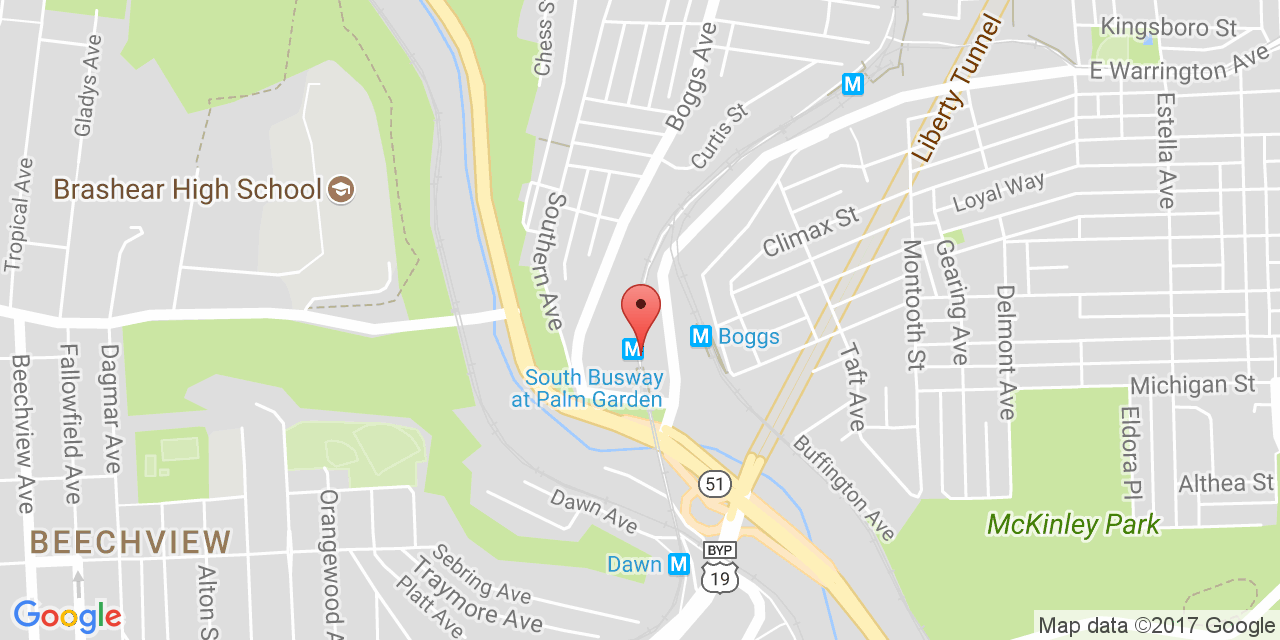 Kingsboro St
E Warrington Ave
Gladys Ave
Chess S
Boggs Ave
Curtis St
M
Liberty Tunnel
Estella Ave
Tropical Ave
Brashear High School
Southern Ave
Loyal Way
Climax St
Montooth St
Gearing Ave
Delmont Ave
M
South Busway
at Palm Garden
M Boggs
Taft Ave
Michigan St
Beechview Ave
Fallowfield Ave
Dagmar Ave
Eldora Pl
Althea St
Buffington Ave
51
Dawn Ave
McKinley Park
BEECHVIEW
Orangewood A
Alton S
Sebring Ave
Traymore Ave
Platt Ave
Dawn M
BYP
19
Google
Map data ©2017 Google